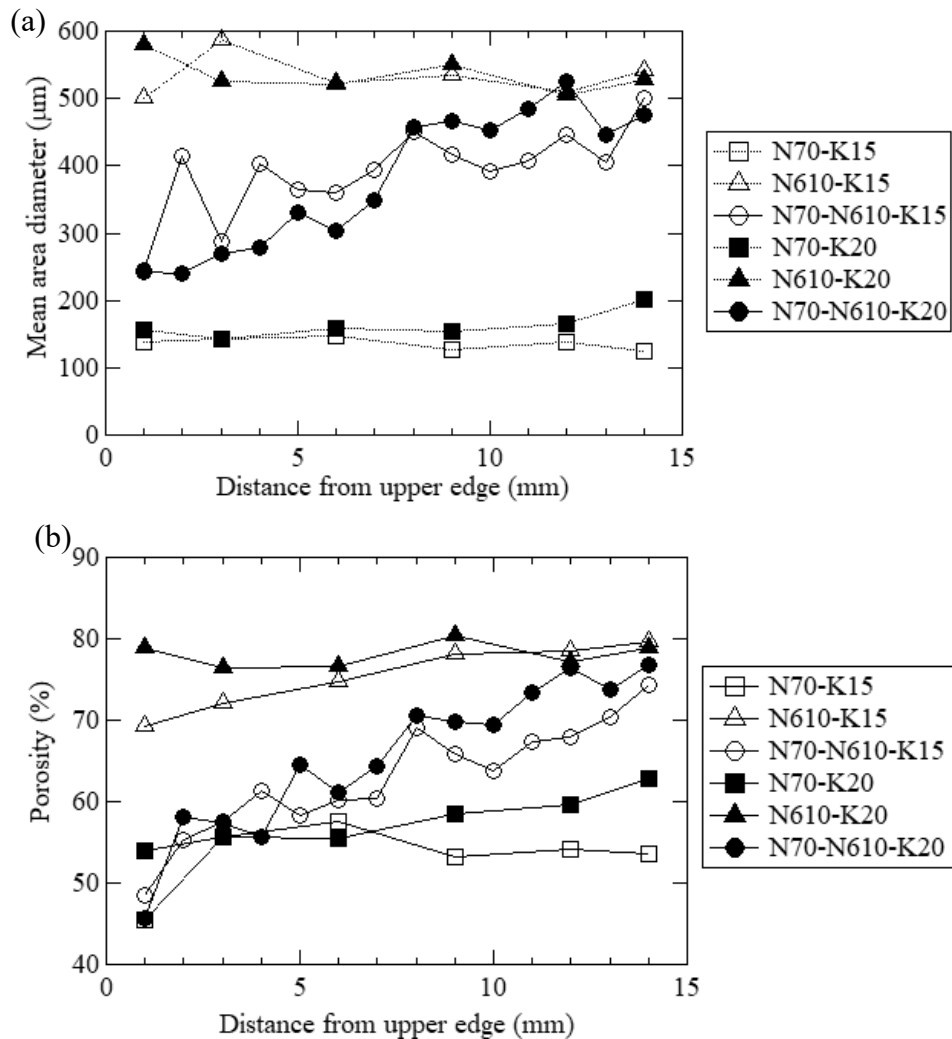 (a)
600
500
400
300
200
100
0
Mean area diameter (μm)
0
5
10
15
Distance from upper edge (mm)
N70-K15
N610-K15
N70-N610-K15
N70-K20
N610-K20
N70-N610-K20
(b)
90
80
70
60
50
40
Porosity (%)
0
5
10
15
Distance from upper edge (mm)
N70-K15
N610-K15
N70-N610-K15
N70-K20
N610-K20
N70-N610-K20